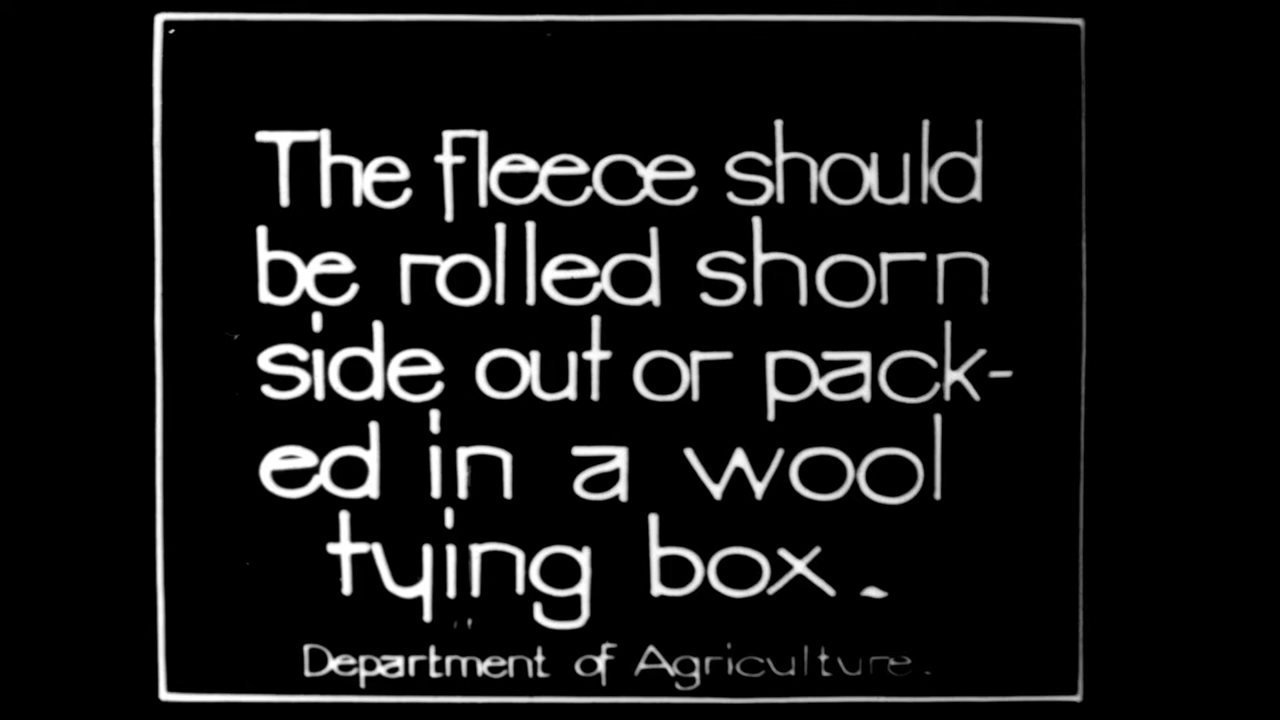 The fleece should
be rolled shorn
side out or pack-
ed in a wool
tying box.
Department of Agriculture.